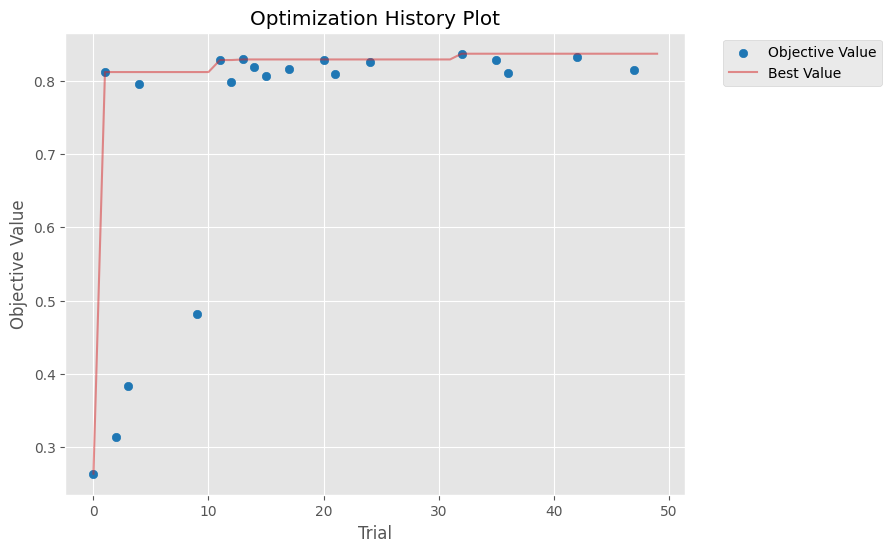 Optimization History Plot
Objective Value
Best Value
0.8
0.7
0.6
0.5
0.4
0.3
Objective Value
0 10 20 30 40 50
Trial